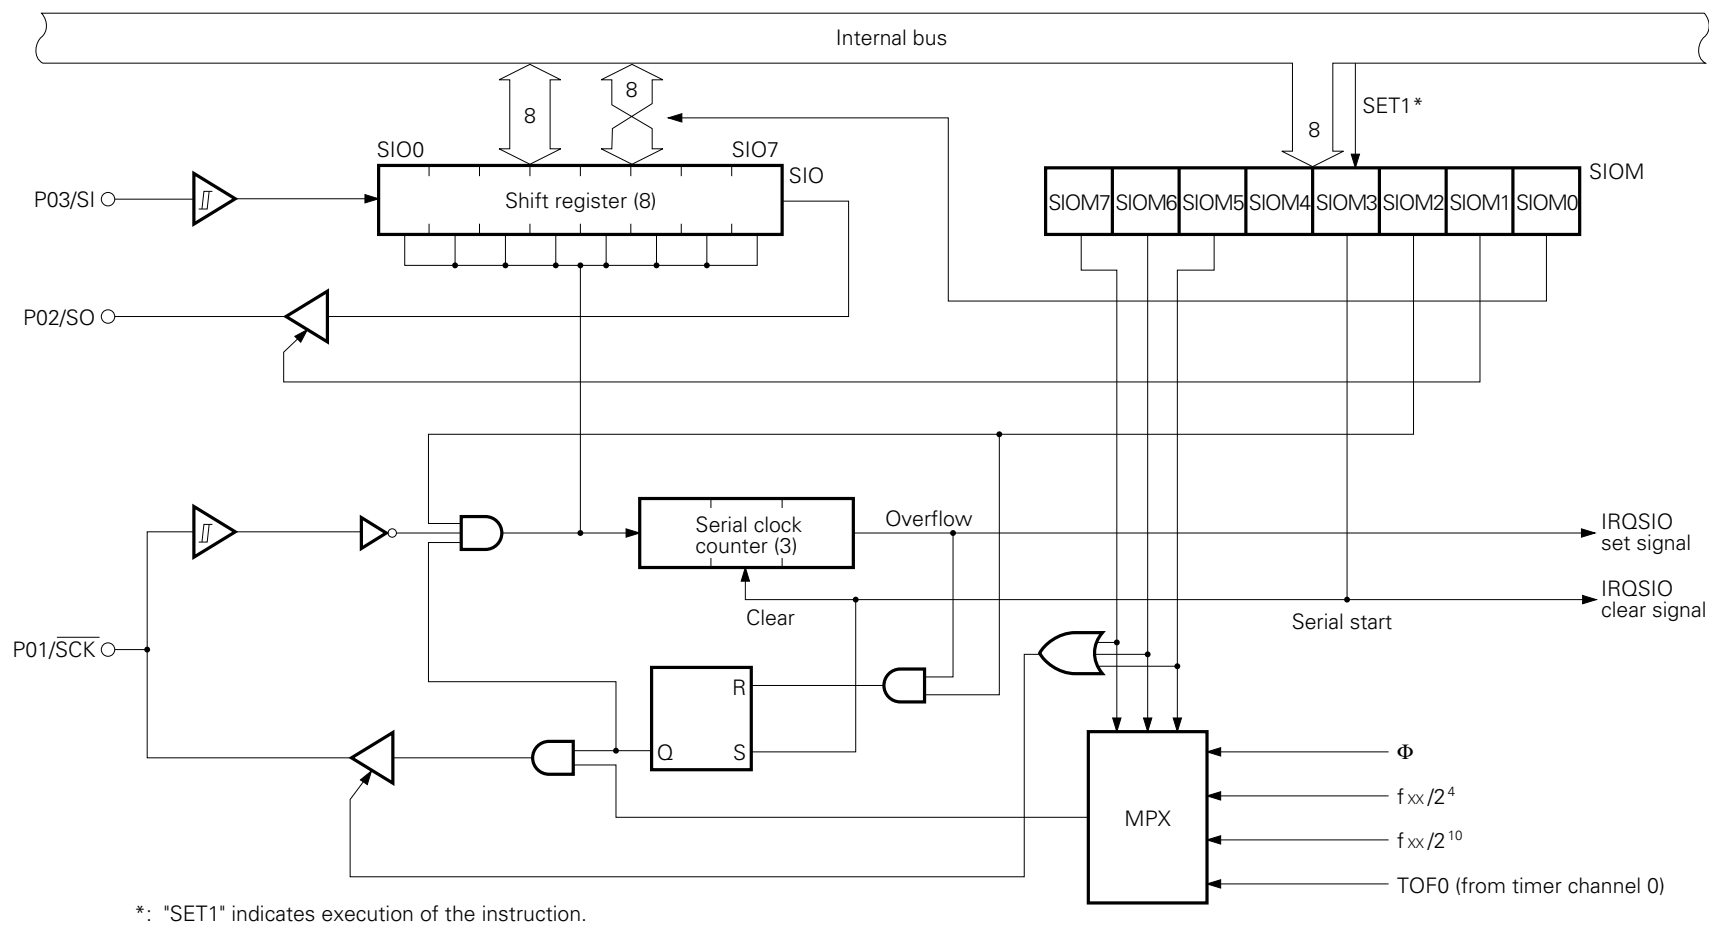 Internal bus
8
8
8
SET1*
SIO0
SIO7
SIO
SIOM
P03/SI
Shift register (8)
SIOM7
SIOM6
SIOM5
SIOM4
SIOM3
SIOM2
SIOM1
SIOM0
P02/SO
Serial clock
counter (3)
Overflow
IRQSIO
set signal
Clear
Serial start
IRQSIO
clear signal
P01/S̅C̅K̅
R
Q
S
MPX
Φ
fxx/2⁴
fxx/2¹⁰
TOF0 (from timer channel 0)
*: "SET1" indicates execution of the instruction.